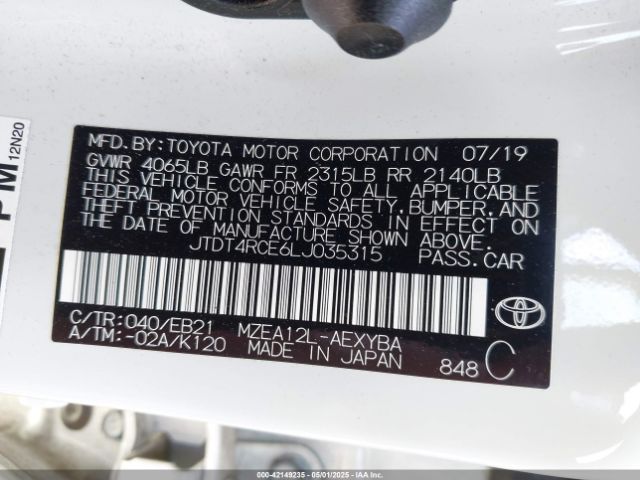 PM
12N20
MFD.BY:TOYOTA MOTOR CORPORATION 07/19
GVWR 4065LB GAWR FR 2315LB RR 2140LB
THIS VEHICLE CONFORMS TO ALL APPLICABLE
FEDERAL MOTOR VEHICLE SAFETY,BUMPER,AND
THEFT PREVENTION STANDARDS IN EFFECT ON
THE DATE OF MANUFACTURE SHOWN ABOVE.
JTDT4RCE6LJ035315 PASS.CAR
C/TR:040/EB21 MZEA12L-AEXYBA
A/TM:-02A/K120 MADE IN JAPAN 848 C
TOYOTA
000-42149235 - 05/01/2025 - IAAI.COM